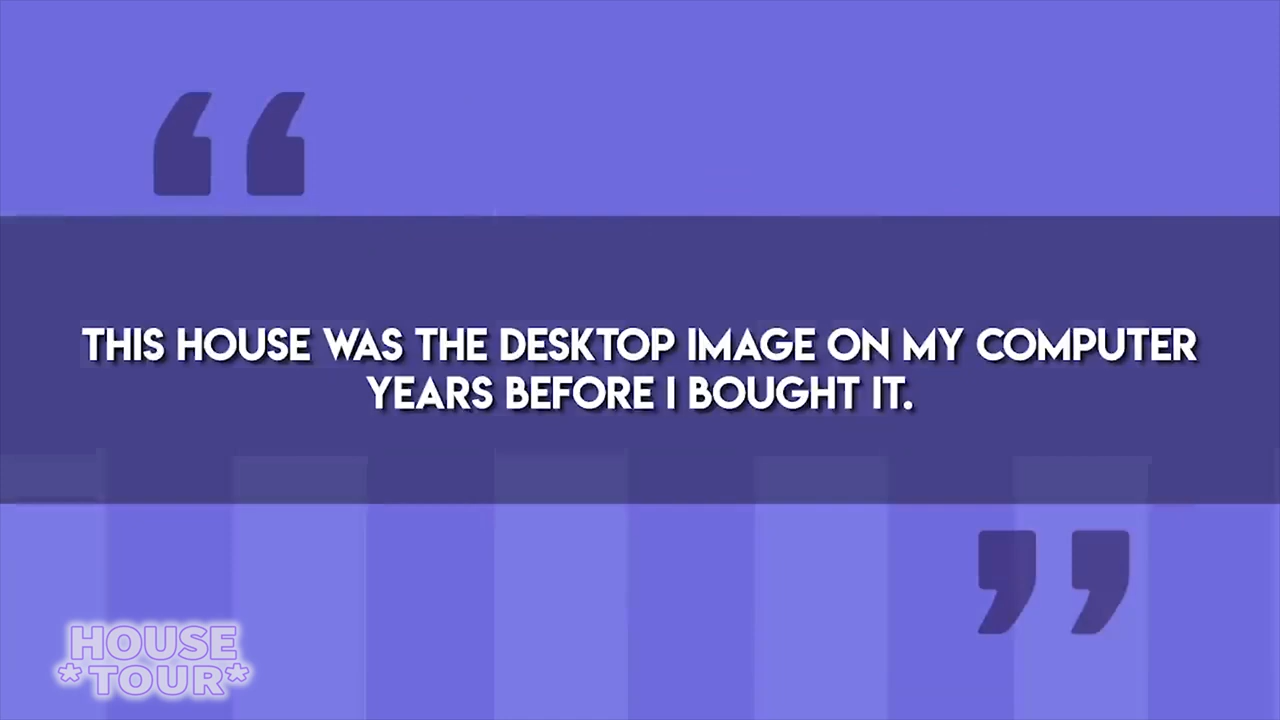 “
THIS HOUSE WAS THE DESKTOP IMAGE ON MY COMPUTER
YEARS BEFORE I BOUGHT IT.
”
HOUSE
*TOUR*